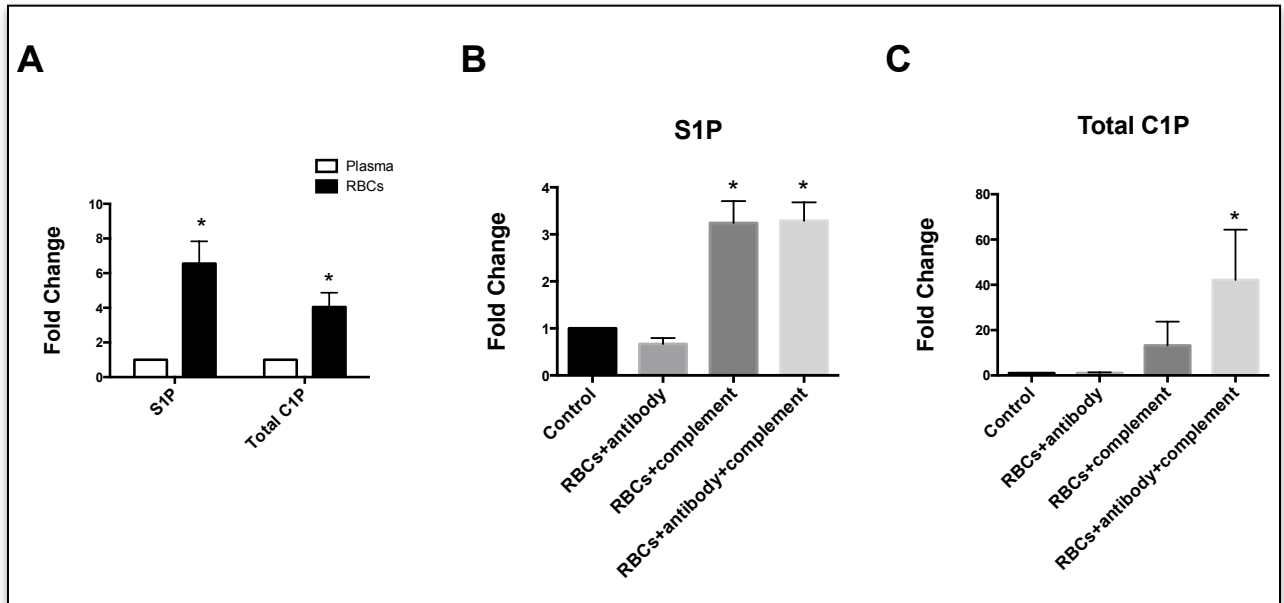 A
Plasma
RBCs
Fold Change
10
8
6
4
2
0
*
*
S1P
Total C1P
B
S1P
Fold Change
4
3
2
1
0
*
*
Control
RBCs+antibody
RBCs+complement
RBCs+antibody+complement
C
Total C1P
Fold Change
80
60
40
20
0
*
Control
RBCs+antibody
RBCs+complement
RBCs+antibody+complement